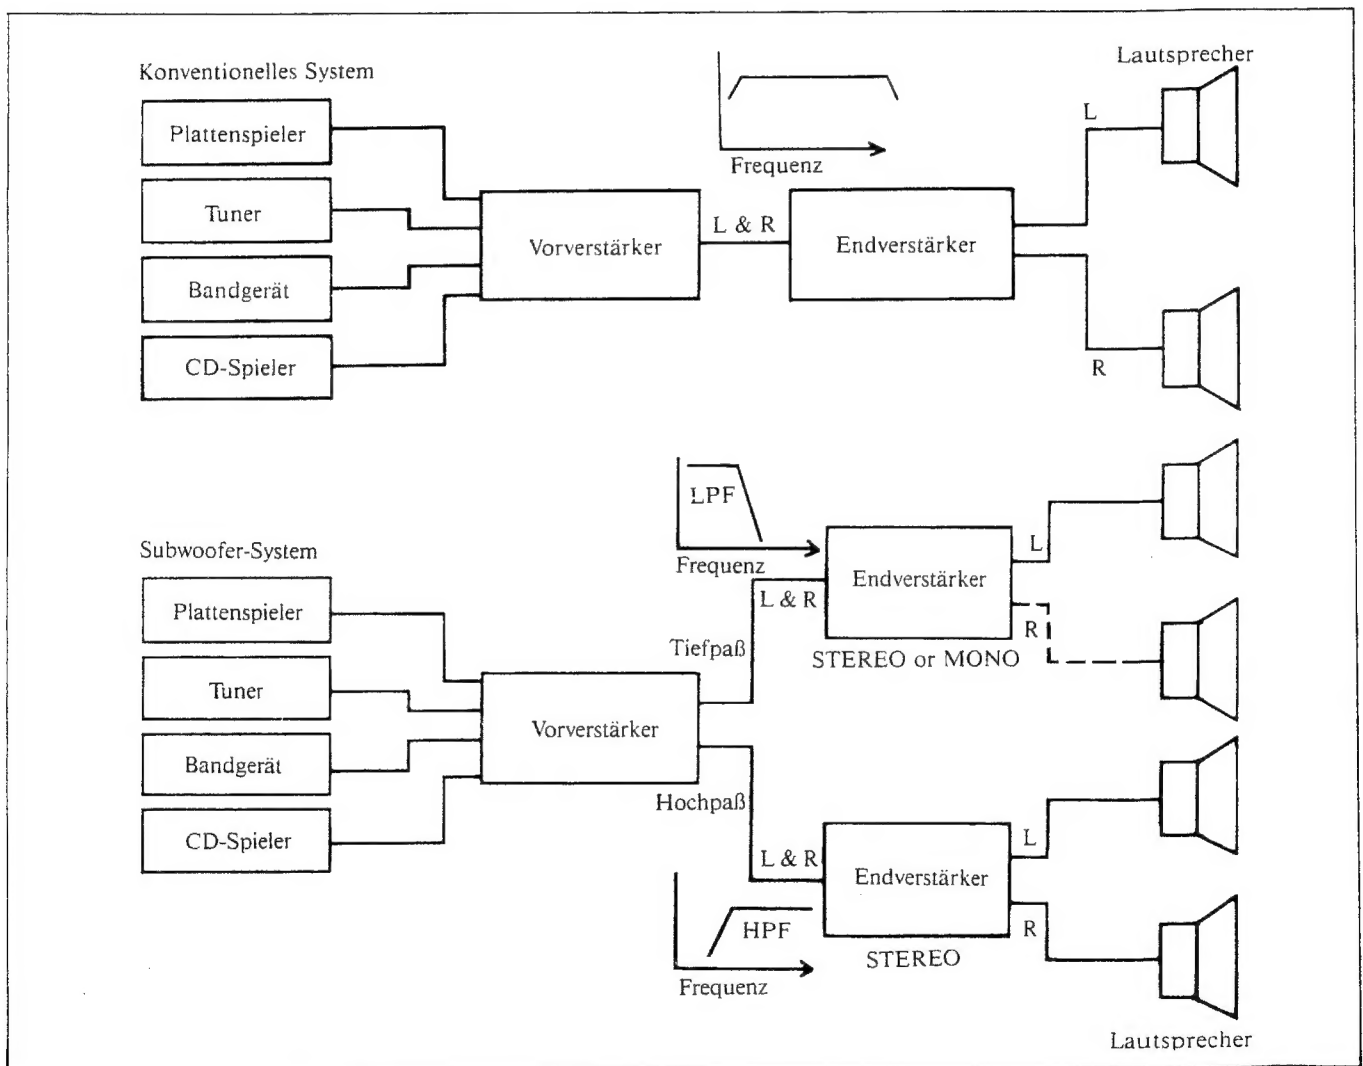 Konventionelles System
Plattenspieler
Tuner
Bandgerät
CD-Spieler
Vorverstärker
Frequenz
L & R
Endverstärker
Lautsprecher
L
R
Subwoofer-System
Plattenspieler
Tuner
Bandgerät
CD-Spieler
Vorverstärker
LPF
Frequenz
Tiefpaß
L & R
Endverstärker
STEREO or MONO
L
R
Hochpaß
L & R
HPF
Frequenz
Endverstärker
STEREO
L
R
Lautsprecher